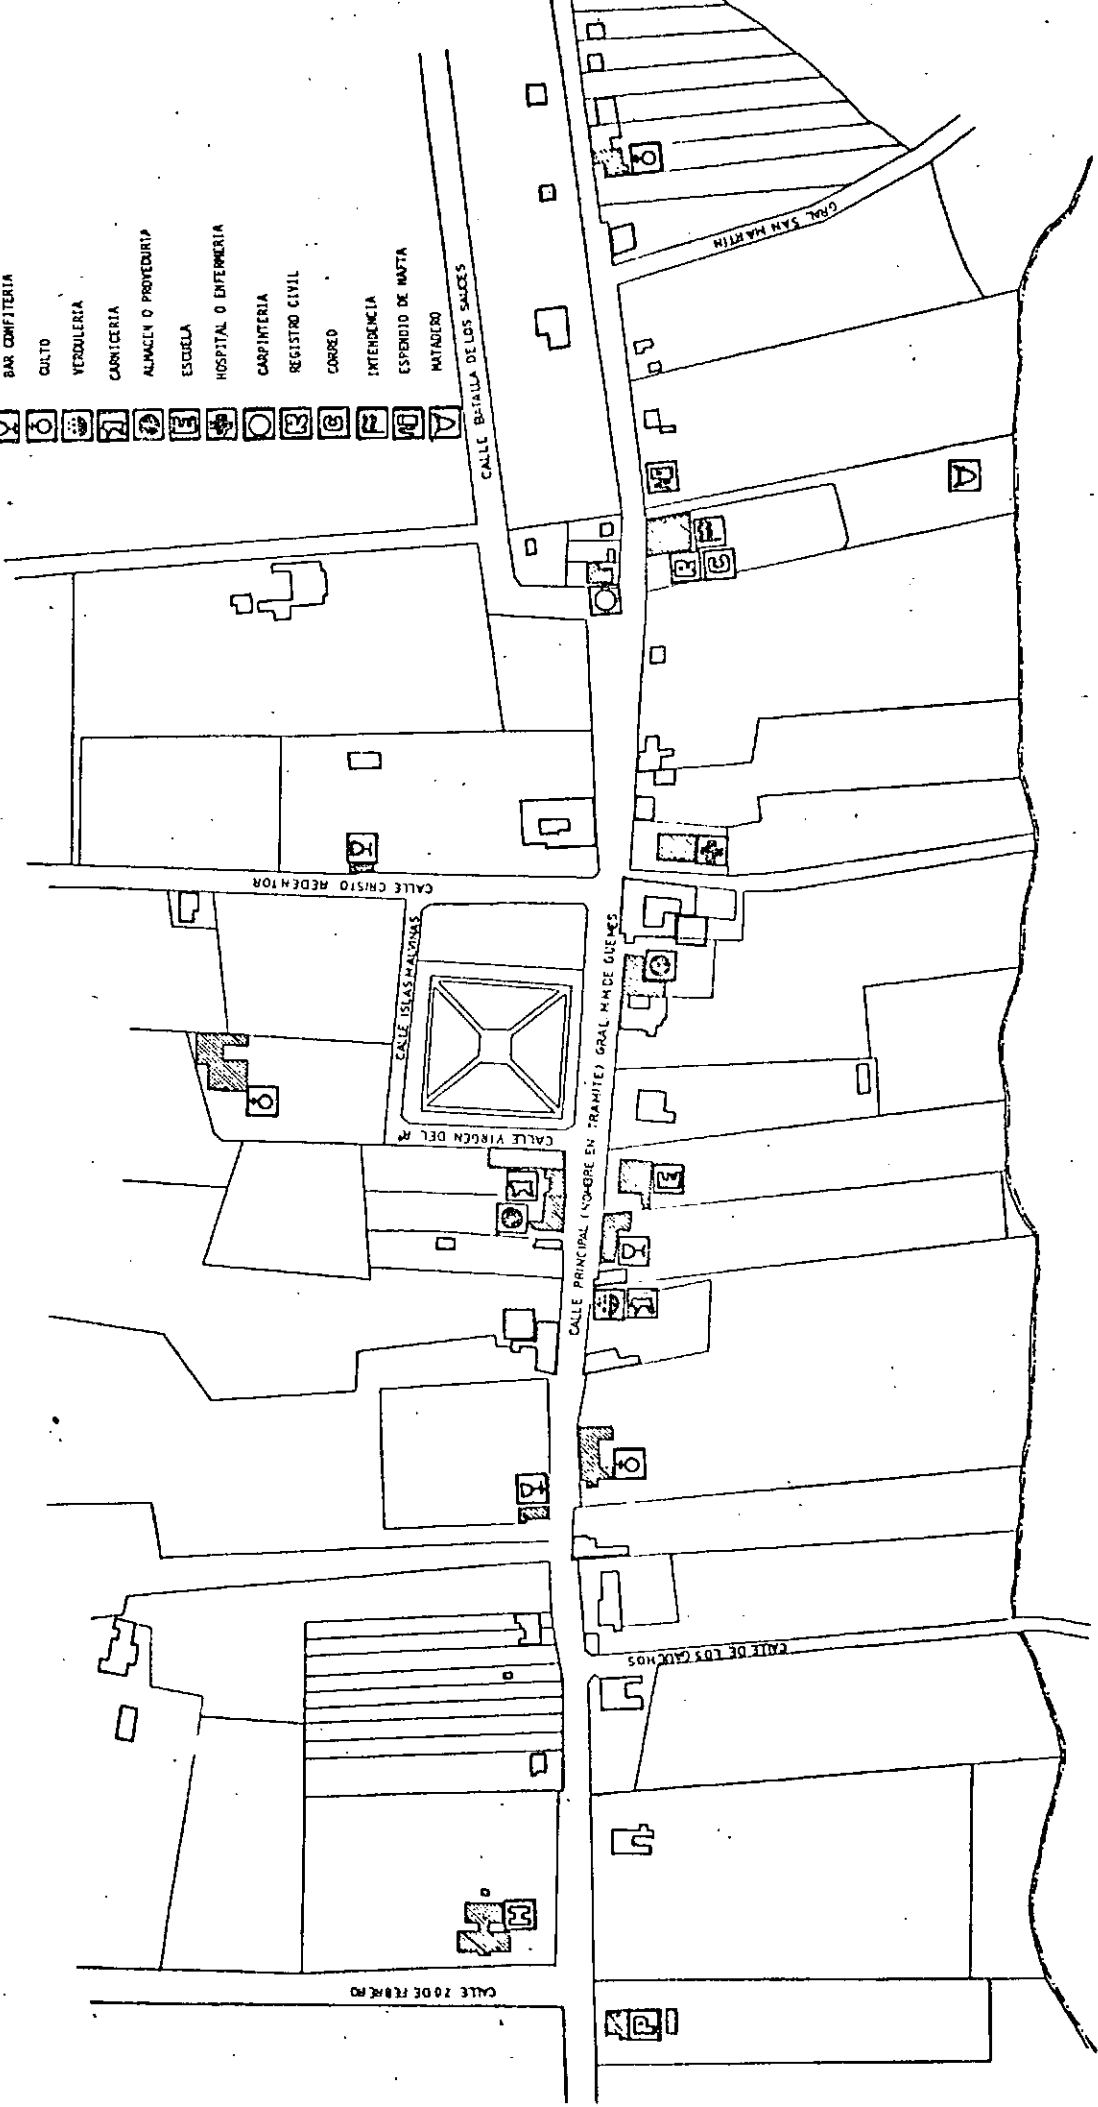 BAR CONFITERIA
CULTO
VERDULERIA
CARNICERIA
ALMACEN O PROVEDURIA
ESCUELA
HOSPITAL O ENFERMERIA
CARPINTERIA
REGISTRO CIVIL
CORREO
INTENDENCIA
ESPENDIO DE NAFTA
MATADERO
CALLE BATALLA DE LOS SAUCES
GRAL SAN MARTIN
CALLE CRISTO REDENTOR
CALLE ISLAS MALVINAS
CALLE VIRGEN DEL R
CALLE PRINCIPAL (NOMBRE EN TRAMITE) GRAL. M.M. DE GUEMES
CALLE DE LOS GAUCHOS
CALLE 20 DE FEBRERO
E
R
C
E
H
P